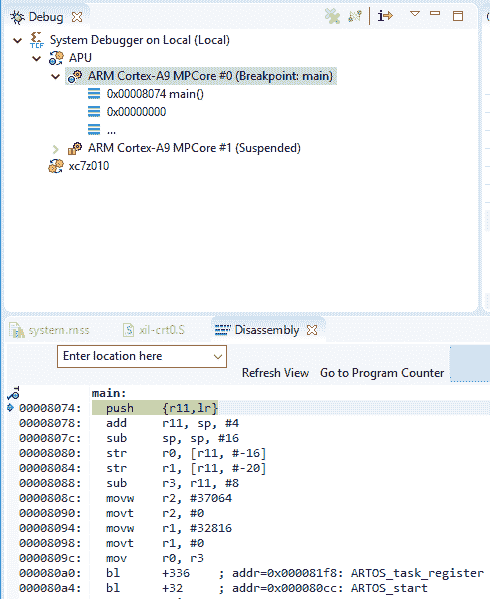 Debug
System Debugger on Local (Local)
APU
ARM Cortex-A9 MPCore #0 (Breakpoint: main)
0x00008074 main()
0x00000000
...
ARM Cortex-A9 MPCore #1 (Suspended)
xc7z010
system.mss
xil-crt0.S
Disassembly
Enter location here
Refresh View Go to Program Counter
main:
00008074: push {r11,lr}
00008078: add r11, sp, #4
0000807c: sub sp, sp, #16
00008080: str r0, [r11, #-16]
00008084: str r1, [r11, #-20]
00008088: sub r3, r11, #8
0000808c: movw r2, #37064
00008090: movt r2, #0
00008094: movw r1, #32816
00008098: movt r1, #0
0000809c: mov r0, r3
000080a0: bl +336 ; addr=0x000081f8: ARTOS_task_register
000080a4: bl +32 ; addr=0x000080cc: ARTOS_start